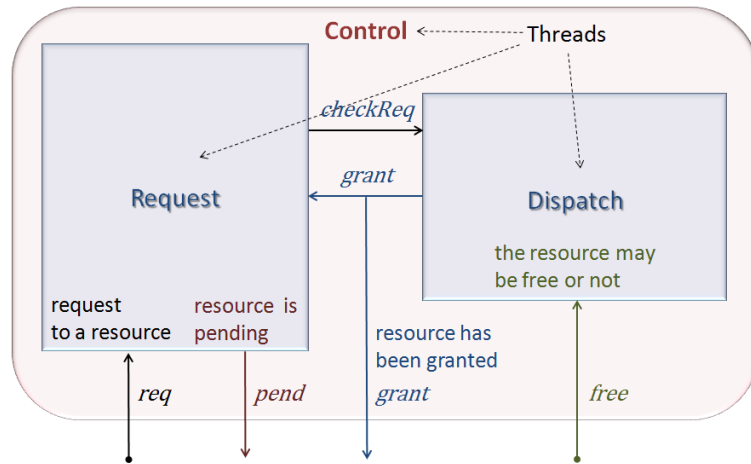 Control
Threads
checkReq
grant
Request
Dispatch
the resource may
be free or not
request
to a resource
resource is
pending
resource has
been granted
req
pend
grant
free